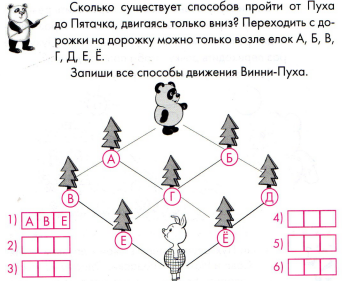 Сколько существует способов пройти от Пуха
до Пятачка, двигаясь только вниз? Переходить с до-
рожки на дорожку можно только возле елок А, Б, В,
Г, Д, Е, Ё.
Запиши все способы движения Винни-Пуха.
А
Б
В
Г
Д
Е
Ё
1) А В Е
2)
3)
4)
5)
6)